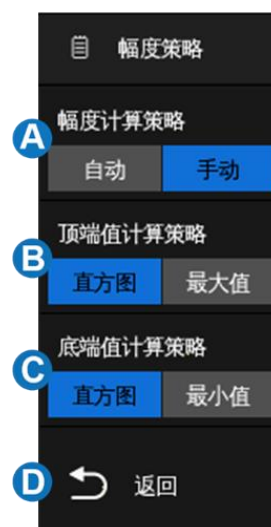 幅度策略
A
幅度计算策略
自动 手动
B
顶端值计算策略
直方图 最大值
C
底端值计算策略
直方图 最小值
D
返回